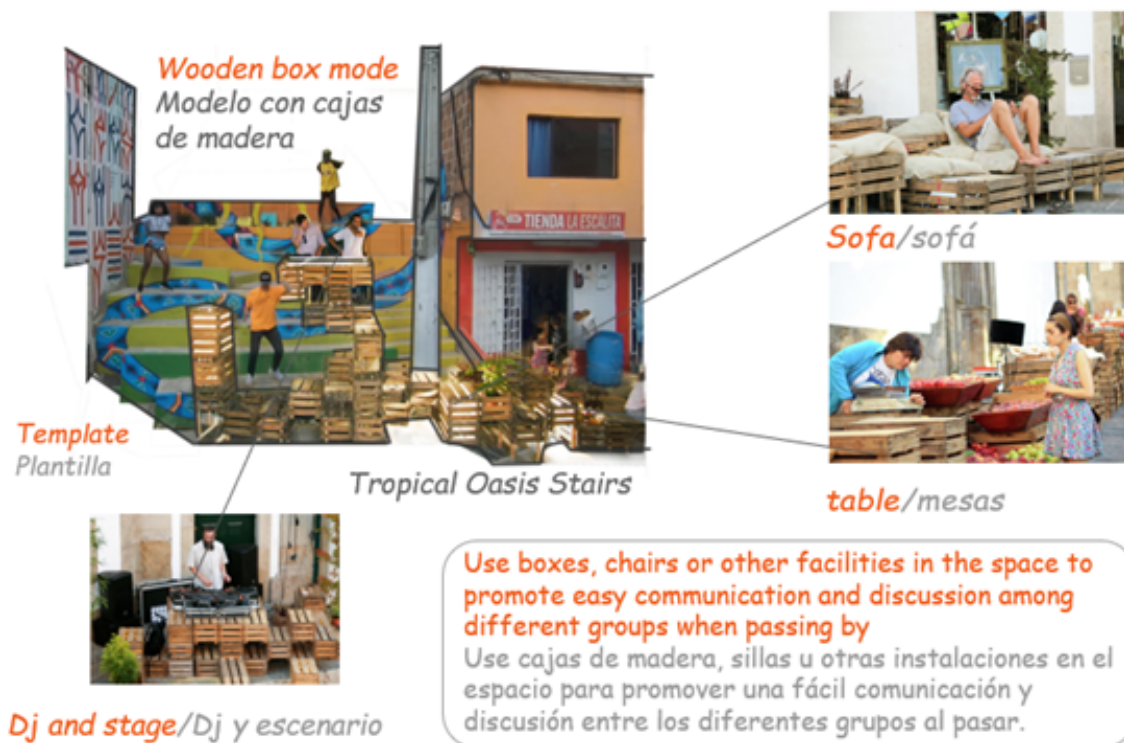 Wooden box mode
Modelo con cajas
de madera
TIENDA LA ESCALITA
Sofa/sofá
Template
Plantilla
Tropical Oasis Stairs
table/mesas
Dj and stage/Dj y escenario
Use boxes, chairs or other facilities in the space to
promote easy communication and discussion among
different groups when passing by
Use cajas de madera, sillas u otras instalaciones en el
espacio para promover una fácil comunicación y
discusión entre los diferentes grupos al pasar.